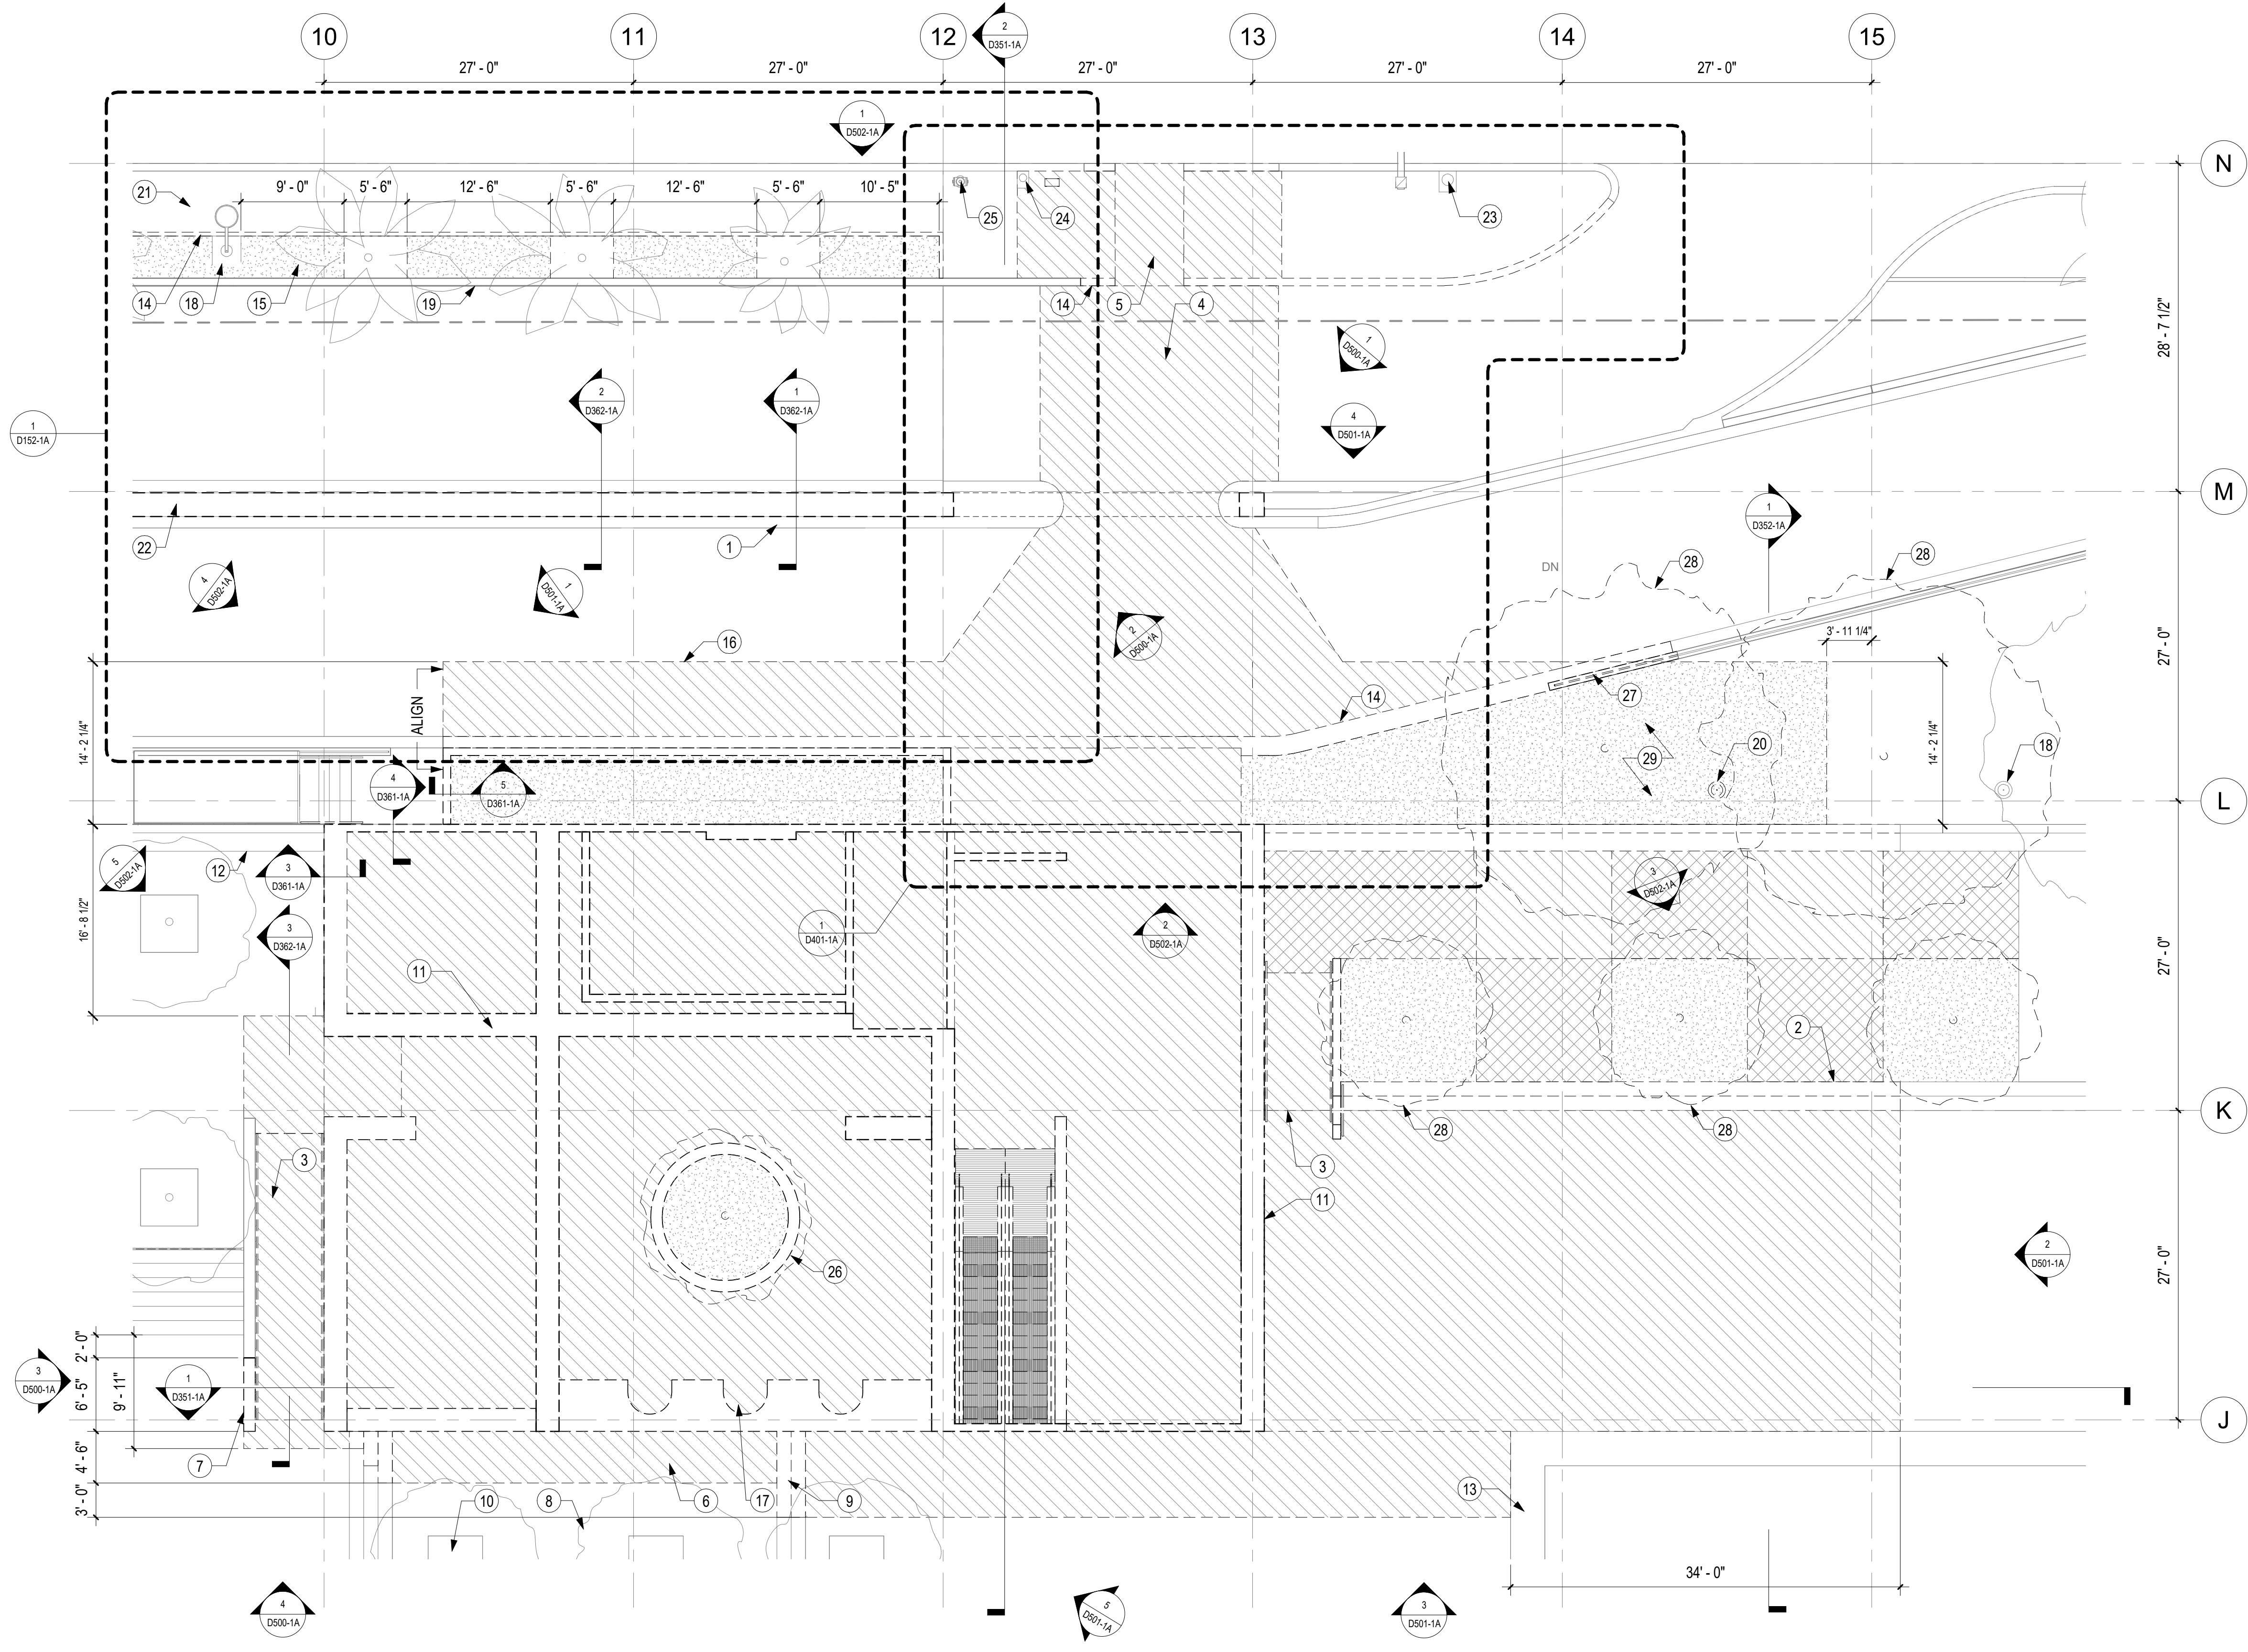 10
11
12
13
14
15
2
D351-1A
27' - 0"
27' - 0"
27' - 0"
27' - 0"
27' - 0"
1
D502-1A
N
21
9' - 0"
5' - 6"
12' - 6"
5' - 6"
12' - 6"
5' - 6"
10' - 5"
25
24
23
14
18
15
19
14
5
4
28' - 7 1/2"
1
D500-1A
2
D362-1A
1
D362-1A
4
D501-1A
1
D152-1A
M
1
D352-1A
22
1
28
28
DN
4
D502-1A
1
D501-1A
2
D500-1A
16
3' - 11 1/4"
27' - 0"
14
27
ALIGN
14' - 2 1/4"
14' - 2 1/4"
29
20
18
4
D361-1A
5
D361-1A
L
5
D502-1A
12
3
D361-1A
3
D502-1A
16' - 8 1/2"
3
D362-1A
1
D401-1A
2
D502-1A
27' - 0"
11
2
K
28
28
3
3
11
26
2
D501-1A
27' - 0"
2' - 0"
6' - 5"
9' - 11"
3
D500-1A
1
D351-1A
J
4' - 6"
7
3' - 0"
10
8
6
17
9
13
34' - 0"
4
D500-1A
5
D501-1A
3
D501-1A